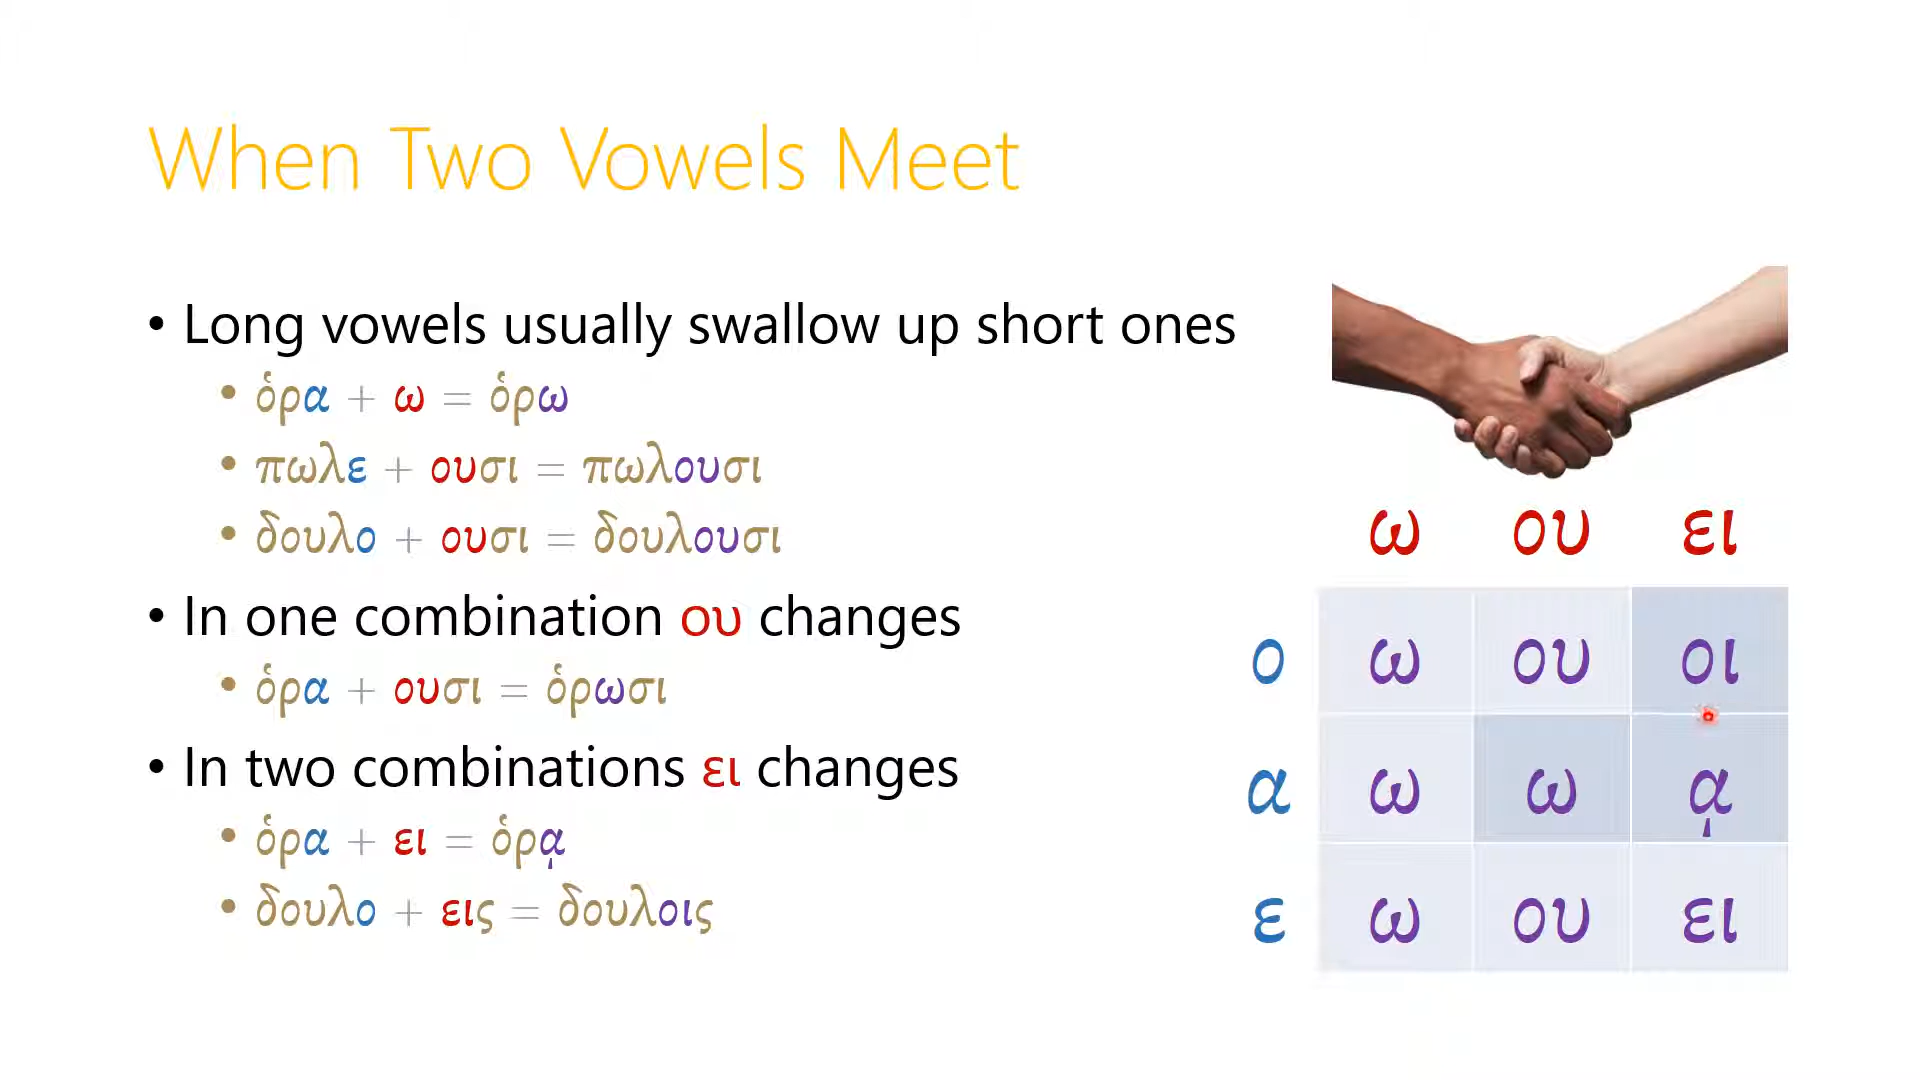 When Two Vowels Meet
• Long vowels usually swallow up short ones
• ὁρα + ω = ὁρω
• πωλε + ουσι = πωλουσι
• δουλο + ουσι = δουλουσι
• In one combination ου changes
• ὁρα + ουσι = ὁρωσι
• In two combinations ει changes
• ὁρα + ει = ὁρᾳ
• δουλο + εις = δουλοις
ω ου ει
ο ω ου οι
α ω ω ᾳ
ε ω ου ει